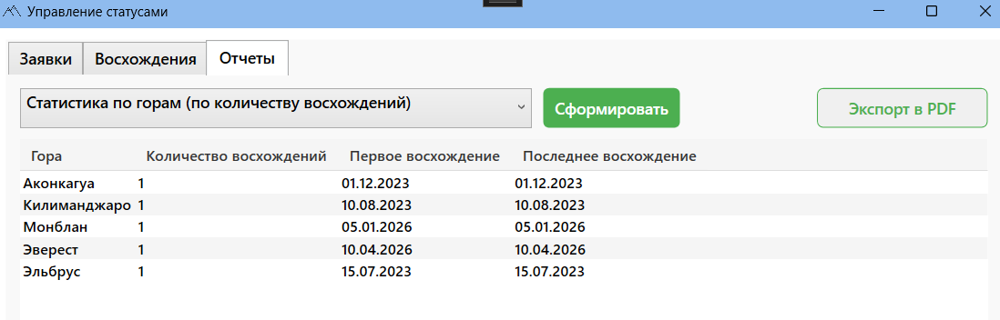 Управление статусами
Заявки Восхождения Отчеты
Статистика по горам (по количеству восхождений) Сформировать Экспорт в PDF
Гора Количество восхождений Первое восхождение Последнее восхождение
Аконкагуа 1 01.12.2023 01.12.2023
Килиманджаро 1 10.08.2023 10.08.2023
Монблан 1 05.01.2026 05.01.2026
Эверест 1 10.04.2026 10.04.2026
Эльбрус 1 15.07.2023 15.07.2023